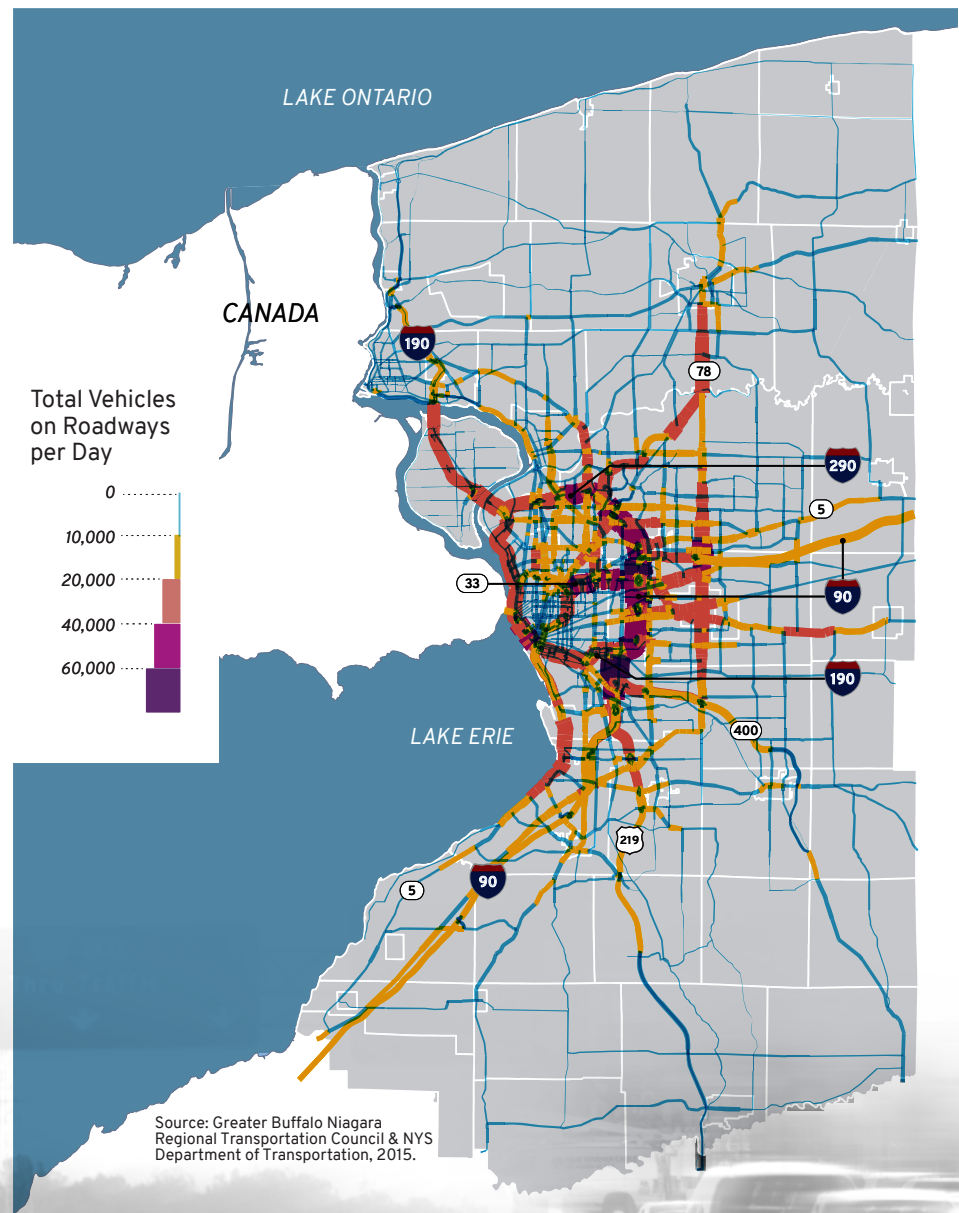 LAKE ONTARIO
CANADA
190
78
Total Vehicles
on Roadways
per Day
0
10,000
20,000
40,000
60,000
290
5
33
90
190
LAKE ERIE
400
219
90
5
Source: Greater Buffalo Niagara
Regional Transportation Council & NYS
Department of Transportation, 2015.